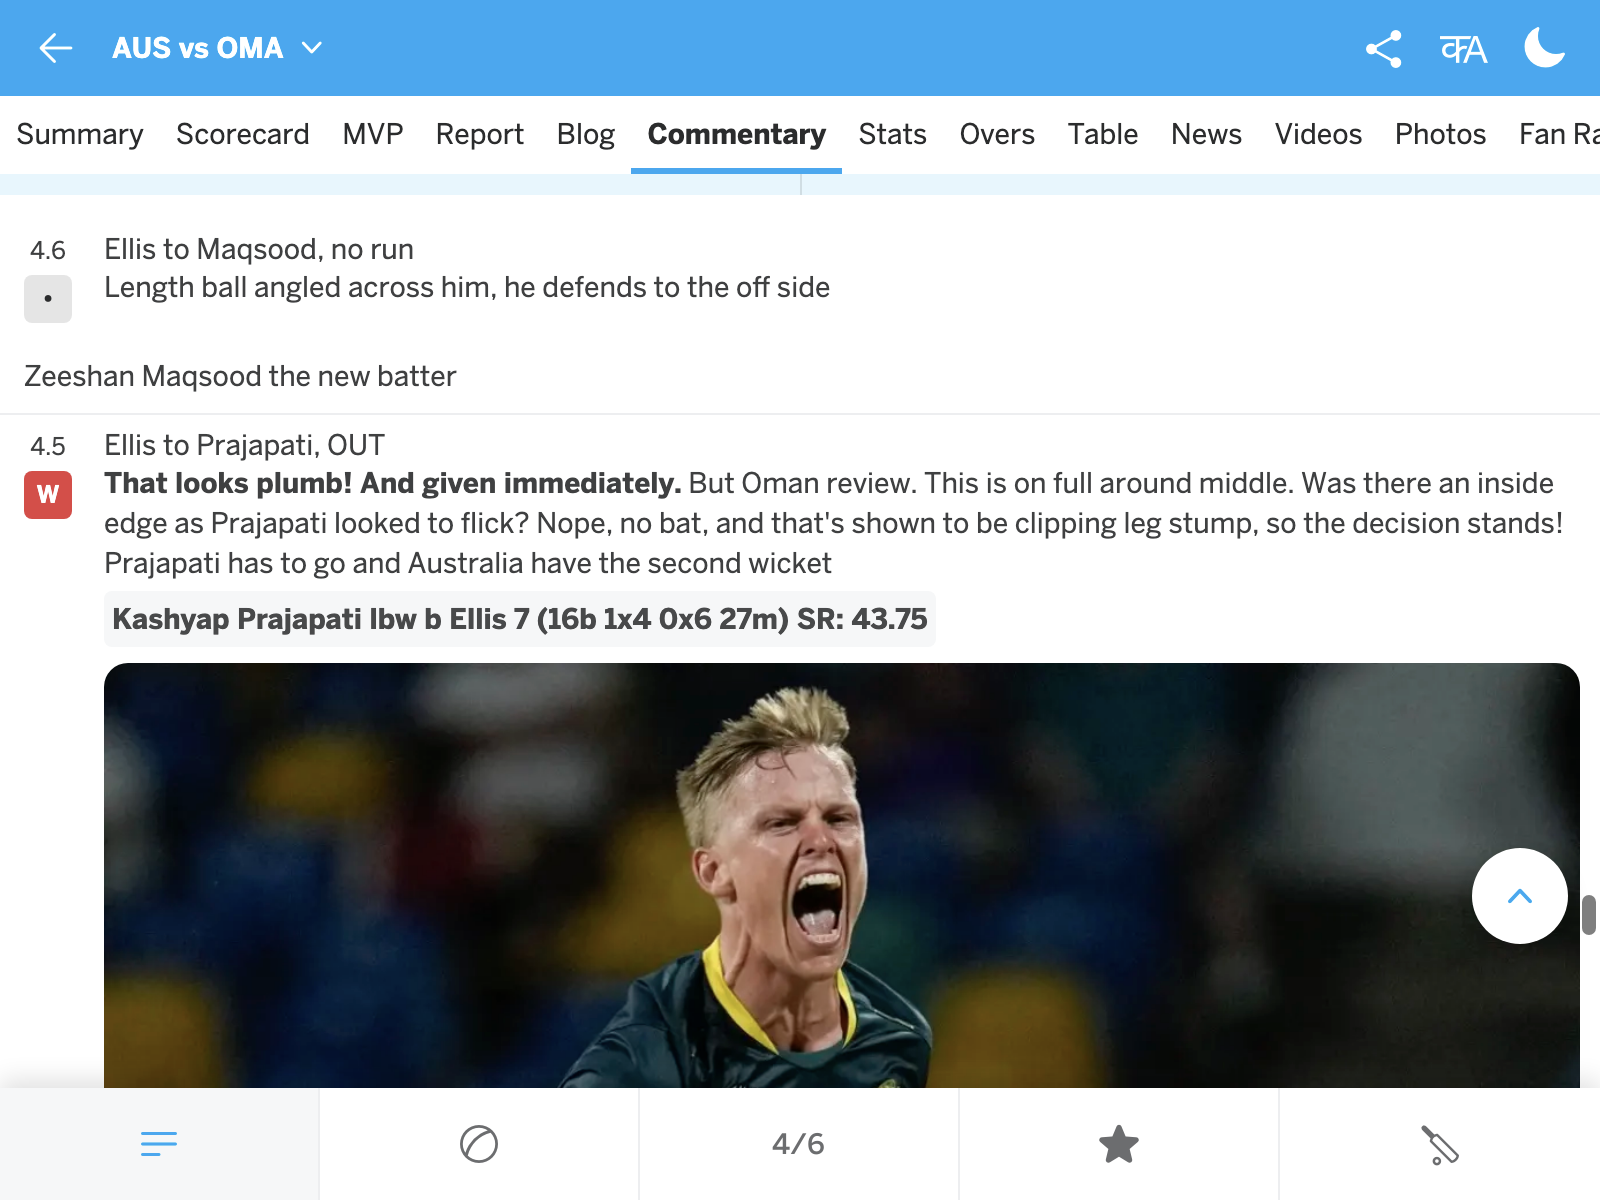 AUS vs OMA
काA
Summary Scorecard MVP Report Blog Commentary Stats Overs Table News Videos Photos Fan Ra
4.6 Ellis to Maqsood, no run
• Length ball angled across him, he defends to the off side
Zeeshan Maqsood the new batter
4.5 Ellis to Prajapati, OUT
W That looks plumb! And given immediately. But Oman review. This is on full around middle. Was there an inside
edge as Prajapati looked to flick? Nope, no bat, and that's shown to be clipping leg stump, so the decision stands!
Prajapati has to go and Australia have the second wicket
Kashyap Prajapati lbw b Ellis 7 (16b 1x4 0x6 27m) SR: 43.75
4/6